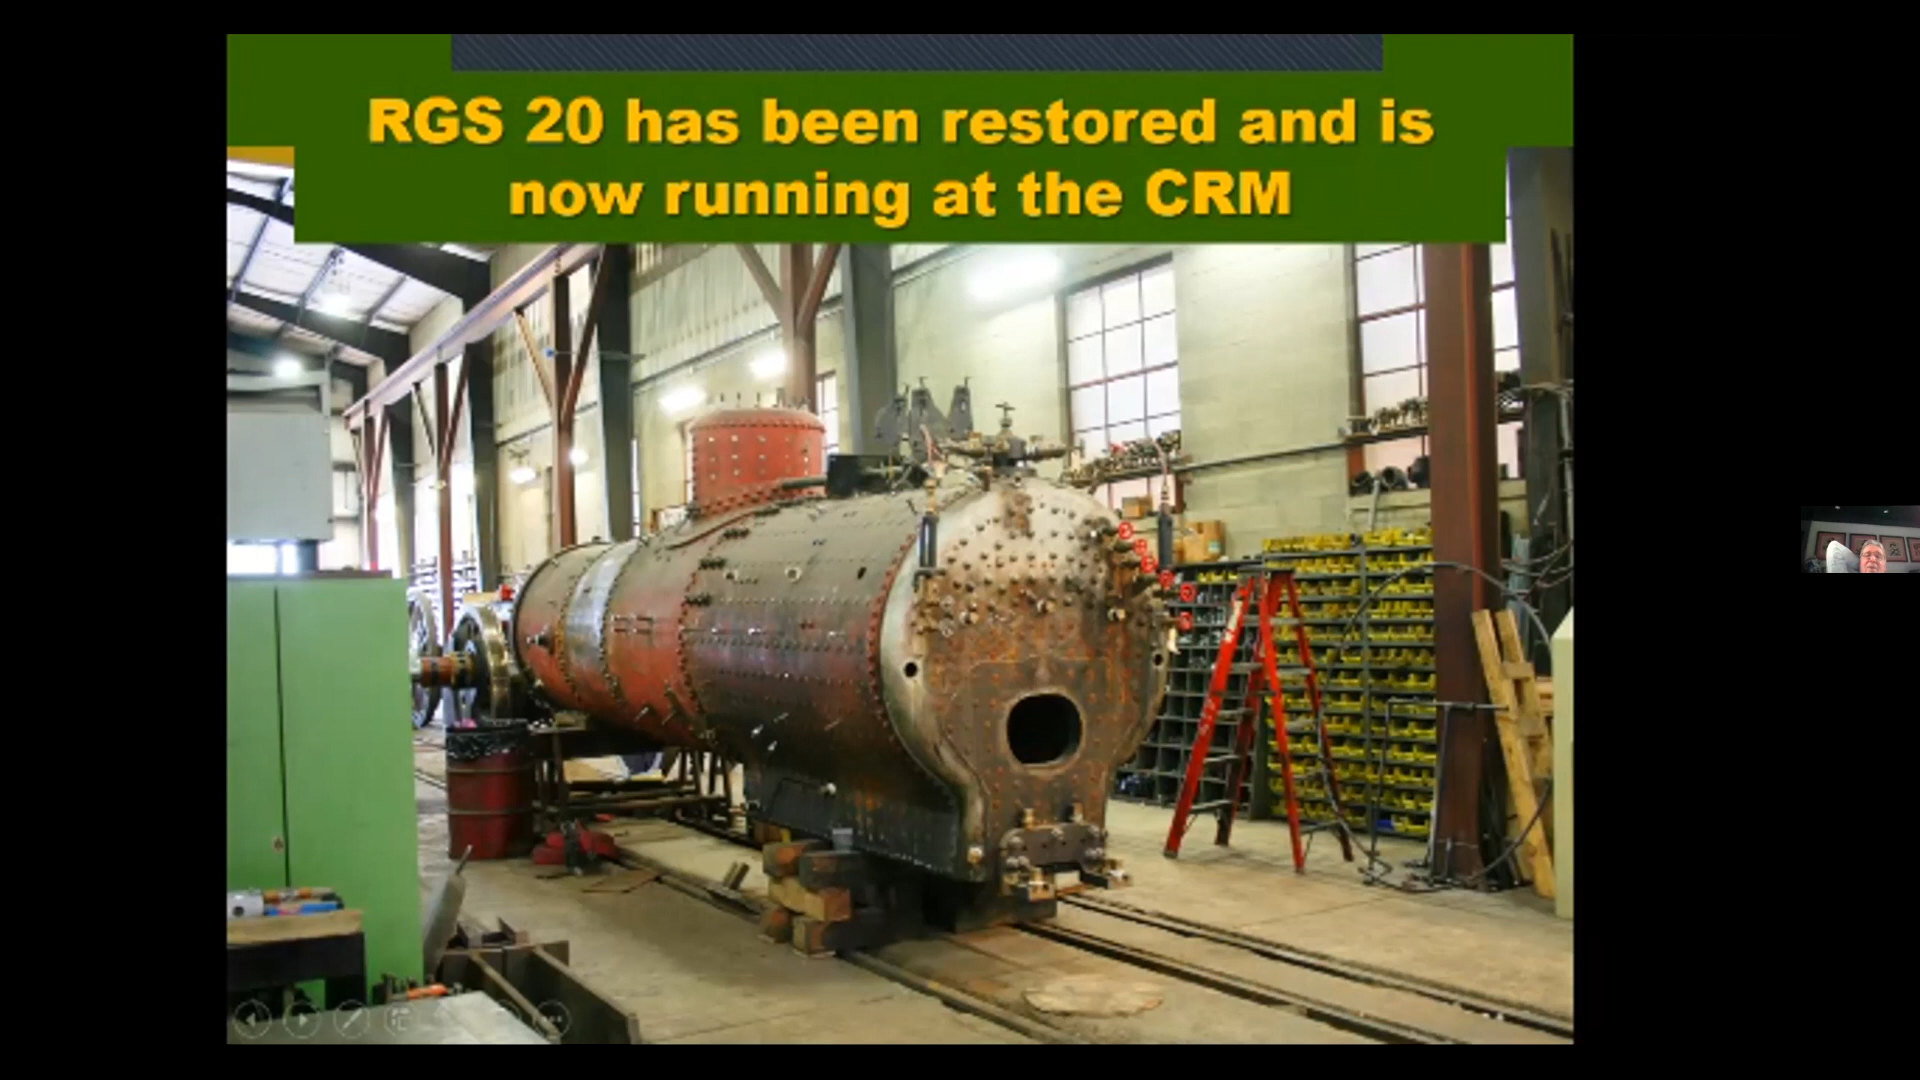 RGS 20 has been restored and is
now running at the CRM